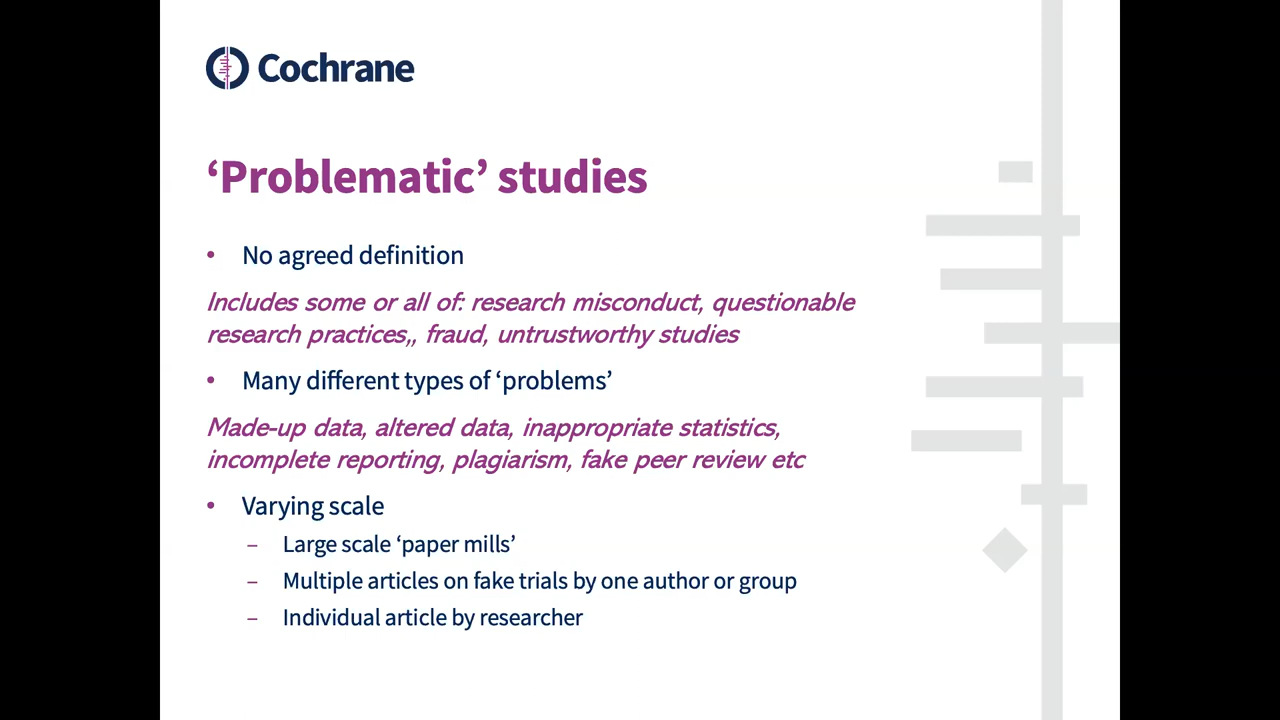 Cochrane
‘Problematic’ studies
• No agreed definition
Includes some or all of: research misconduct, questionable
research practices,, fraud, untrustworthy studies
• Many different types of ‘problems’
Made-up data, altered data, inappropriate statistics,
incomplete reporting, plagiarism, fake peer review etc
• Varying scale
– Large scale ‘paper mills’
– Multiple articles on fake trials by one author or group
– Individual article by researcher